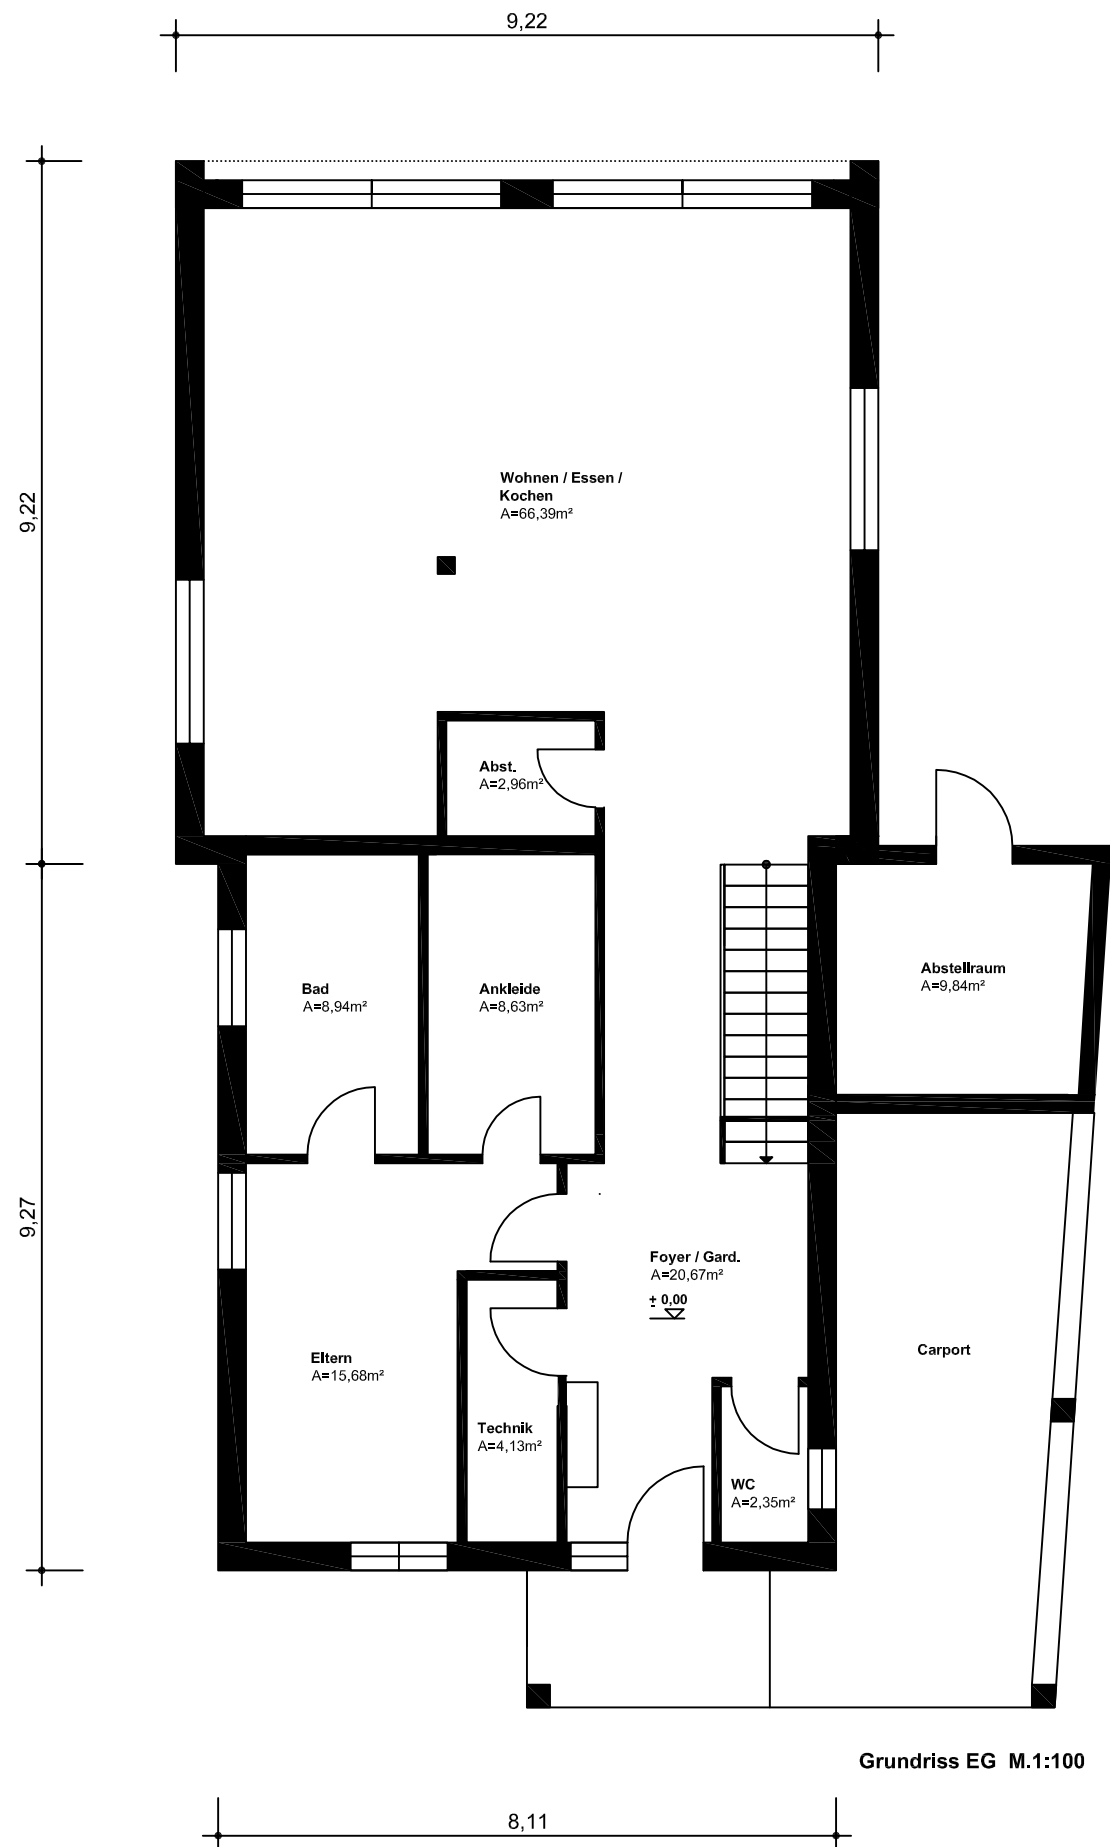 9,22
9,22
Wohnen / Essen /
Kochen
A=66,39m²
Abst.
A=2,96m²
Bad
A=8,94m²
Ankleide
A=8,63m²
Abstellraum
A=9,84m²
9,27
Foyer / Gard.
A=20,67m²
± 0,00
Eltern
A=15,68m²
Carport
Technik
A=4,13m²
WC
A=2,35m²
Grundriss EG M.1:100
8,11